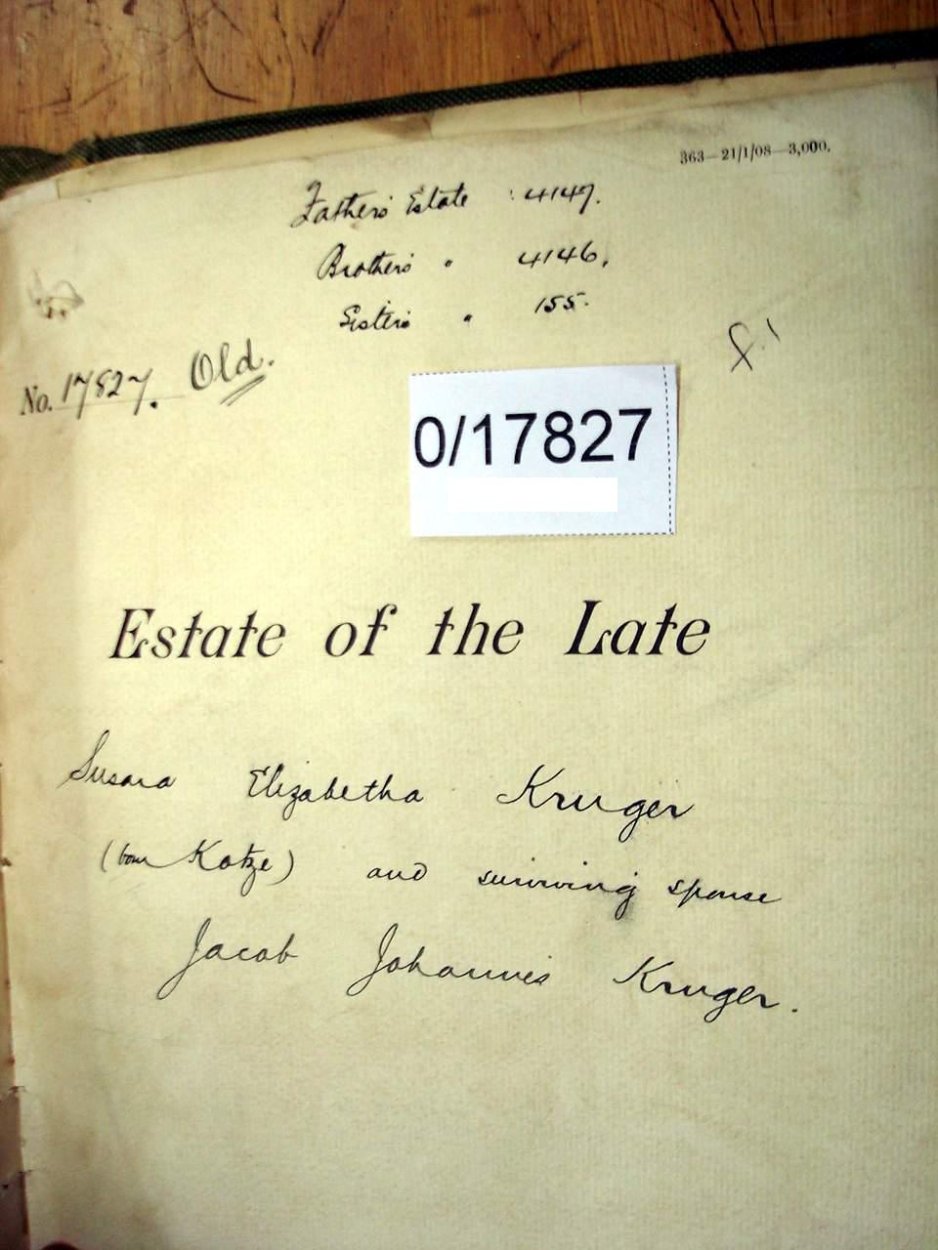 363—21/1/08—3,000.
Father's Estate : 4147.
Brother's " 4146.
Sister's " 155.
No. 17827. Old.
0/17827
Estate of the Late
Susara Elizabetha Kruger
(born Kotze) and surviving spouse
Jacob Johannes Kruger.